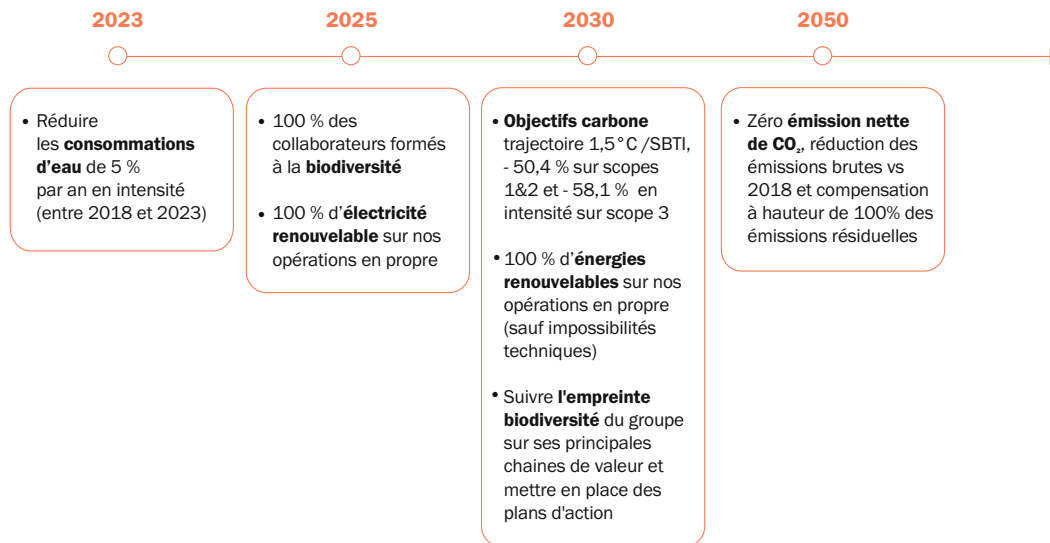 2023
2025
2030
2050
• Réduire
les consommations
d'eau de 5 %
par an en intensité
(entre 2018 et 2023)
• 100 % des
collaborateurs formés
à la biodiversité
• 100 % d'électricité
renouvelable sur nos
opérations en propre
• Objectifs carbone
trajectoire 1,5°C /SBTI,
- 50,4 % sur scopes
1&2 et - 58,1 % en
intensité sur scope 3
• 100 % d'énergies
renouvelables sur nos
opérations en propre
(sauf impossibilités
techniques)
• Suivre l'empreinte
biodiversité du groupe
sur ses principales
chaines de valeur et
mettre en place des
plans d'action
• Zéro émission nette
de CO₂, réduction des
émissions brutes vs
2018 et compensation
à hauteur de 100% des
émissions résiduelles